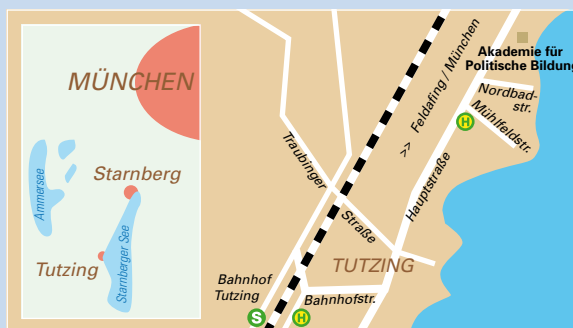 MÜNCHEN
Starnberg
Ammersee
Starnberger See
Tutzing
Akademie für
Politische Bildung
Nordbad-
str.
Mühlfeldstr.
H
>> Feldafing / München
Hauptstraße
Traubinger
Straße
TUTZING
Bahnhof
Tutzing
Bahnhofstr.
S
H